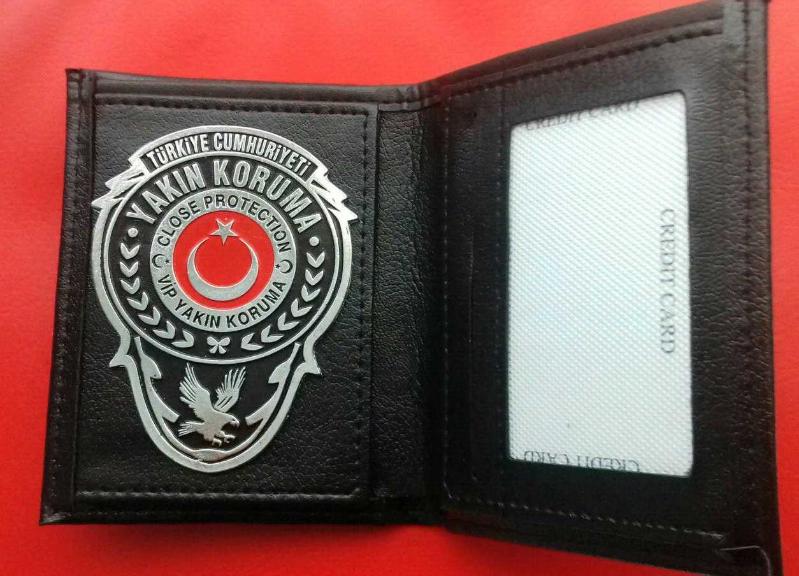 TÜRKİYE CUMHURİYETİ
YAKIN KORUMA
CLOSE PROTECTION
VIP YAKIN KORUMA
CREDIT CARD
CREDIT CARD
CREDIT CARD